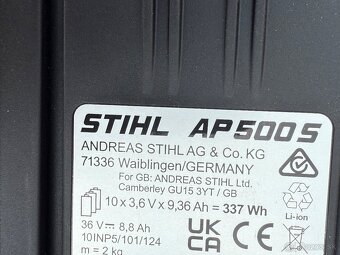 STIHL AP 500 S
ANDREAS STIHL AG & Co. KG
71336 Waiblingen/GERMANY
For GB: ANDREAS STIHL Ltd.
Camberley GU15 3YT / GB
10 x 3,6 V x 9,36 Ah = 337 Wh
36 V ⎓ 8,8 Ah
10INP5/101/124
m = 2 kg
UK
CA
Li-ion